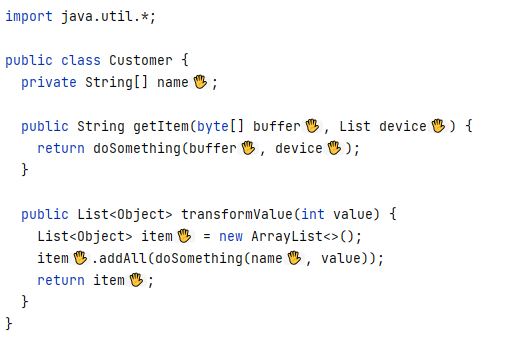 import java.util.*;
public class Customer {
private String[] name✋;
public String getItem(byte[] buffer✋, List device✋) {
return doSomething(buffer✋, device✋);
}
public List<Object> transformValue(int value) {
List<Object> item✋ = new ArrayList<>();
item✋.addAll(doSomething(name✋, value));
return item✋;
}
}